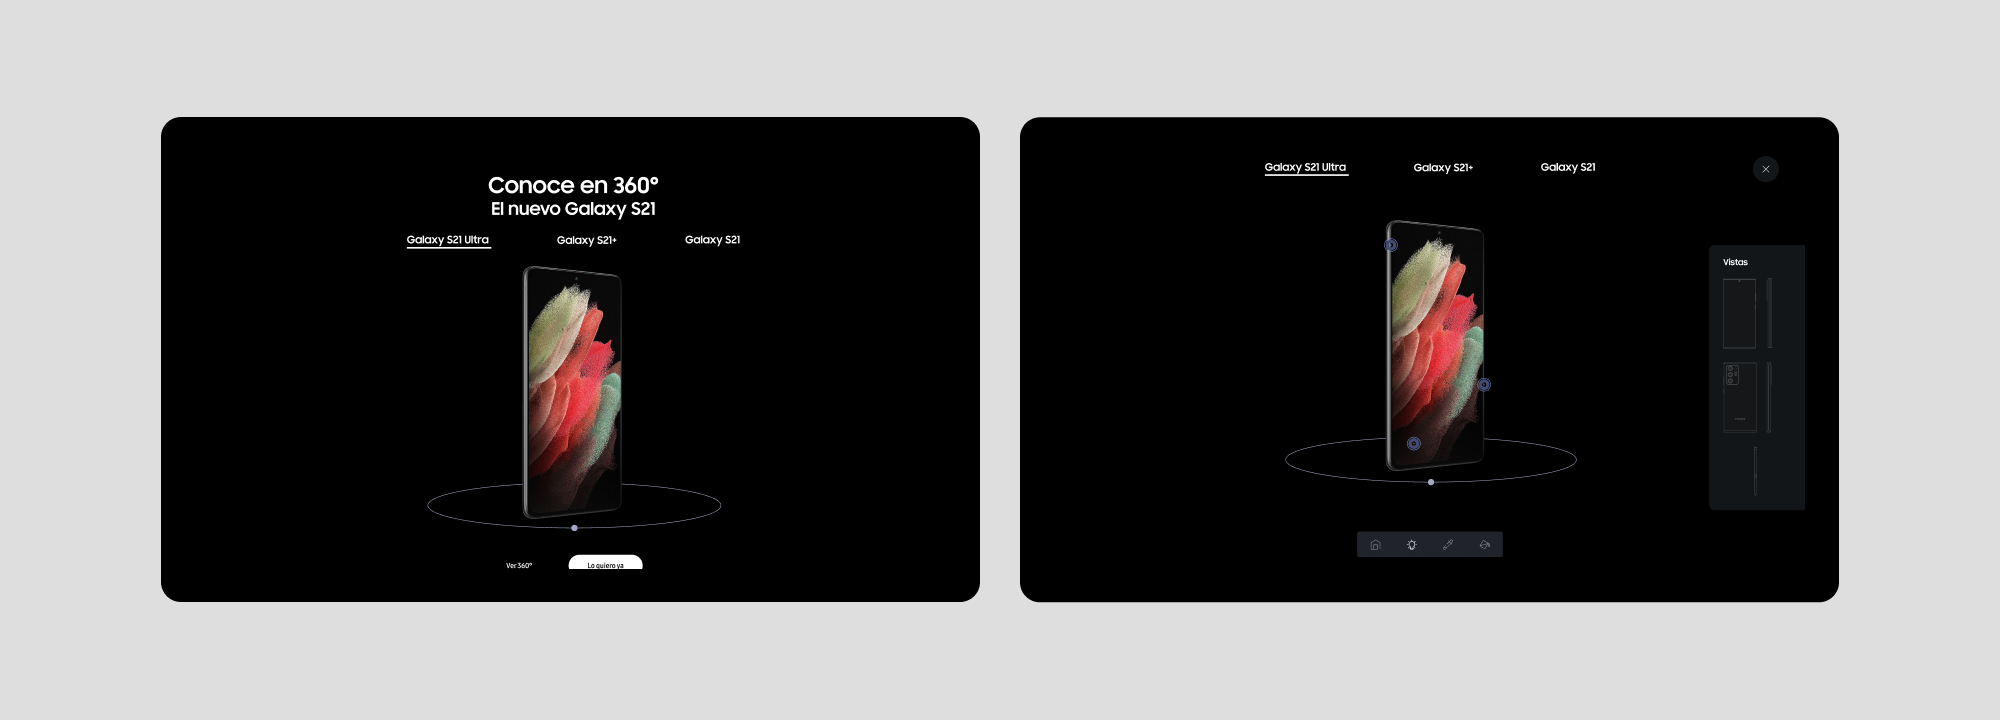 Conoce en 360°
El nuevo Galaxy S21
Galaxy S21 Ultra
Galaxy S21+
Galaxy S21
Ver 360°
Lo quiero ya
Galaxy S21 Ultra
Galaxy S21+
Galaxy S21
Vistas